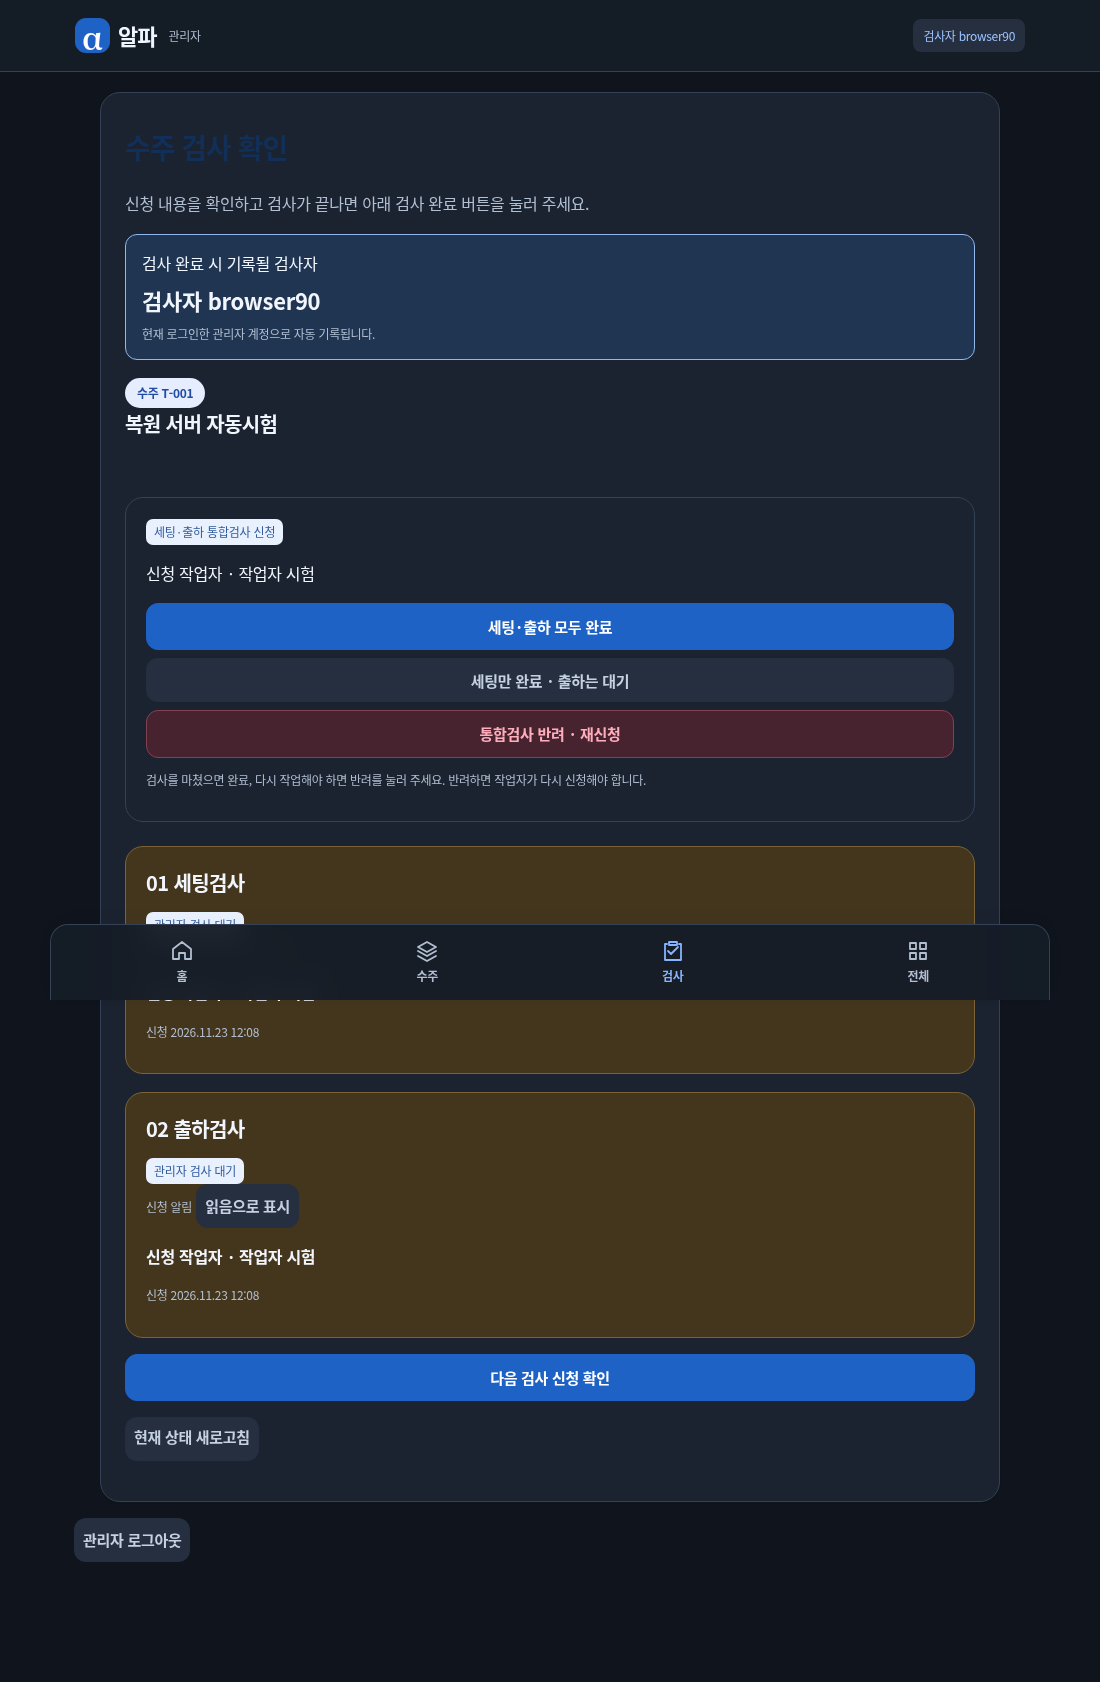 α 알파 관리자
검사자 browser90
수주 검사 확인
신청 내용을 확인하고 검사가 끝나면 아래 검사 완료 버튼을 눌러 주세요.
검사 완료 시 기록될 검사자
검사자 browser90
현재 로그인한 관리자 계정으로 자동 기록됩니다.
수주 T-001
복원 서버 자동시험
세팅·출하 통합검사 신청
신청 작업자 · 작업자 시험
세팅·출하 모두 완료
세팅만 완료 · 출하는 대기
통합검사 반려 · 재신청
검사를 마쳤으면 완료, 다시 작업해야 하면 반려를 눌러 주세요. 반려하면 작업자가 다시 신청해야 합니다.
01 세팅검사
홈
수주
검사
전체
신청 2026.11.23 12:08
02 출하검사
관리자 검사 대기
신청 알림 읽음으로 표시
신청 작업자 · 작업자 시험
신청 2026.11.23 12:08
다음 검사 신청 확인
현재 상태 새로고침
관리자 로그아웃